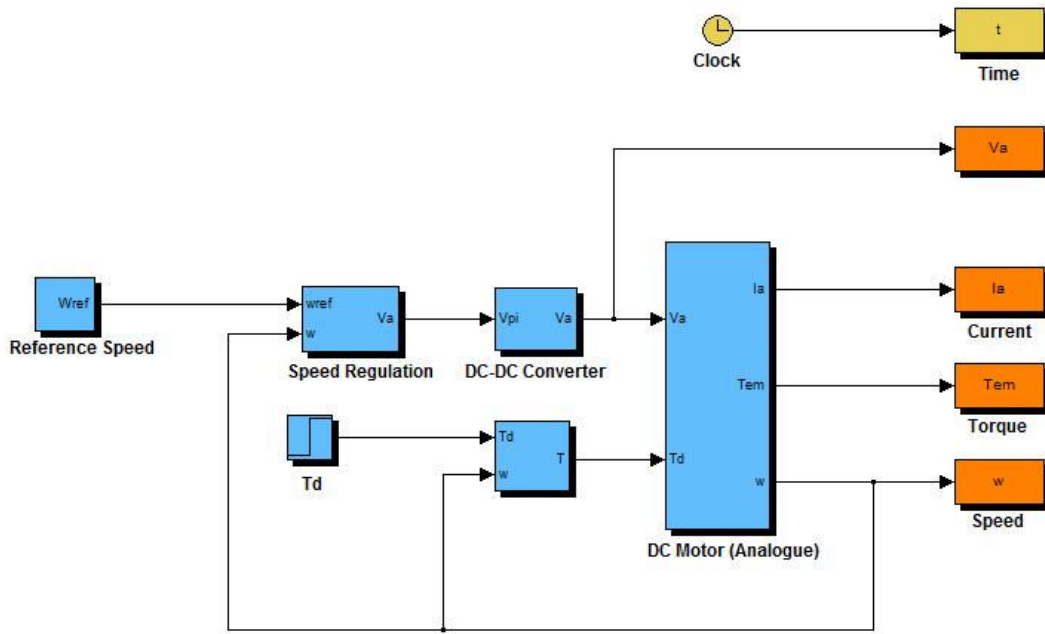 t
Clock
Time
Va
Wref
wref
w
Va
Vpi
Va
Va
Ia
Tem
Td
w
Ia
Current
Reference Speed
Speed Regulation
DC-DC Converter
Tem
Torque
Td
w
T
Td
w
Speed
DC Motor (Analogue)